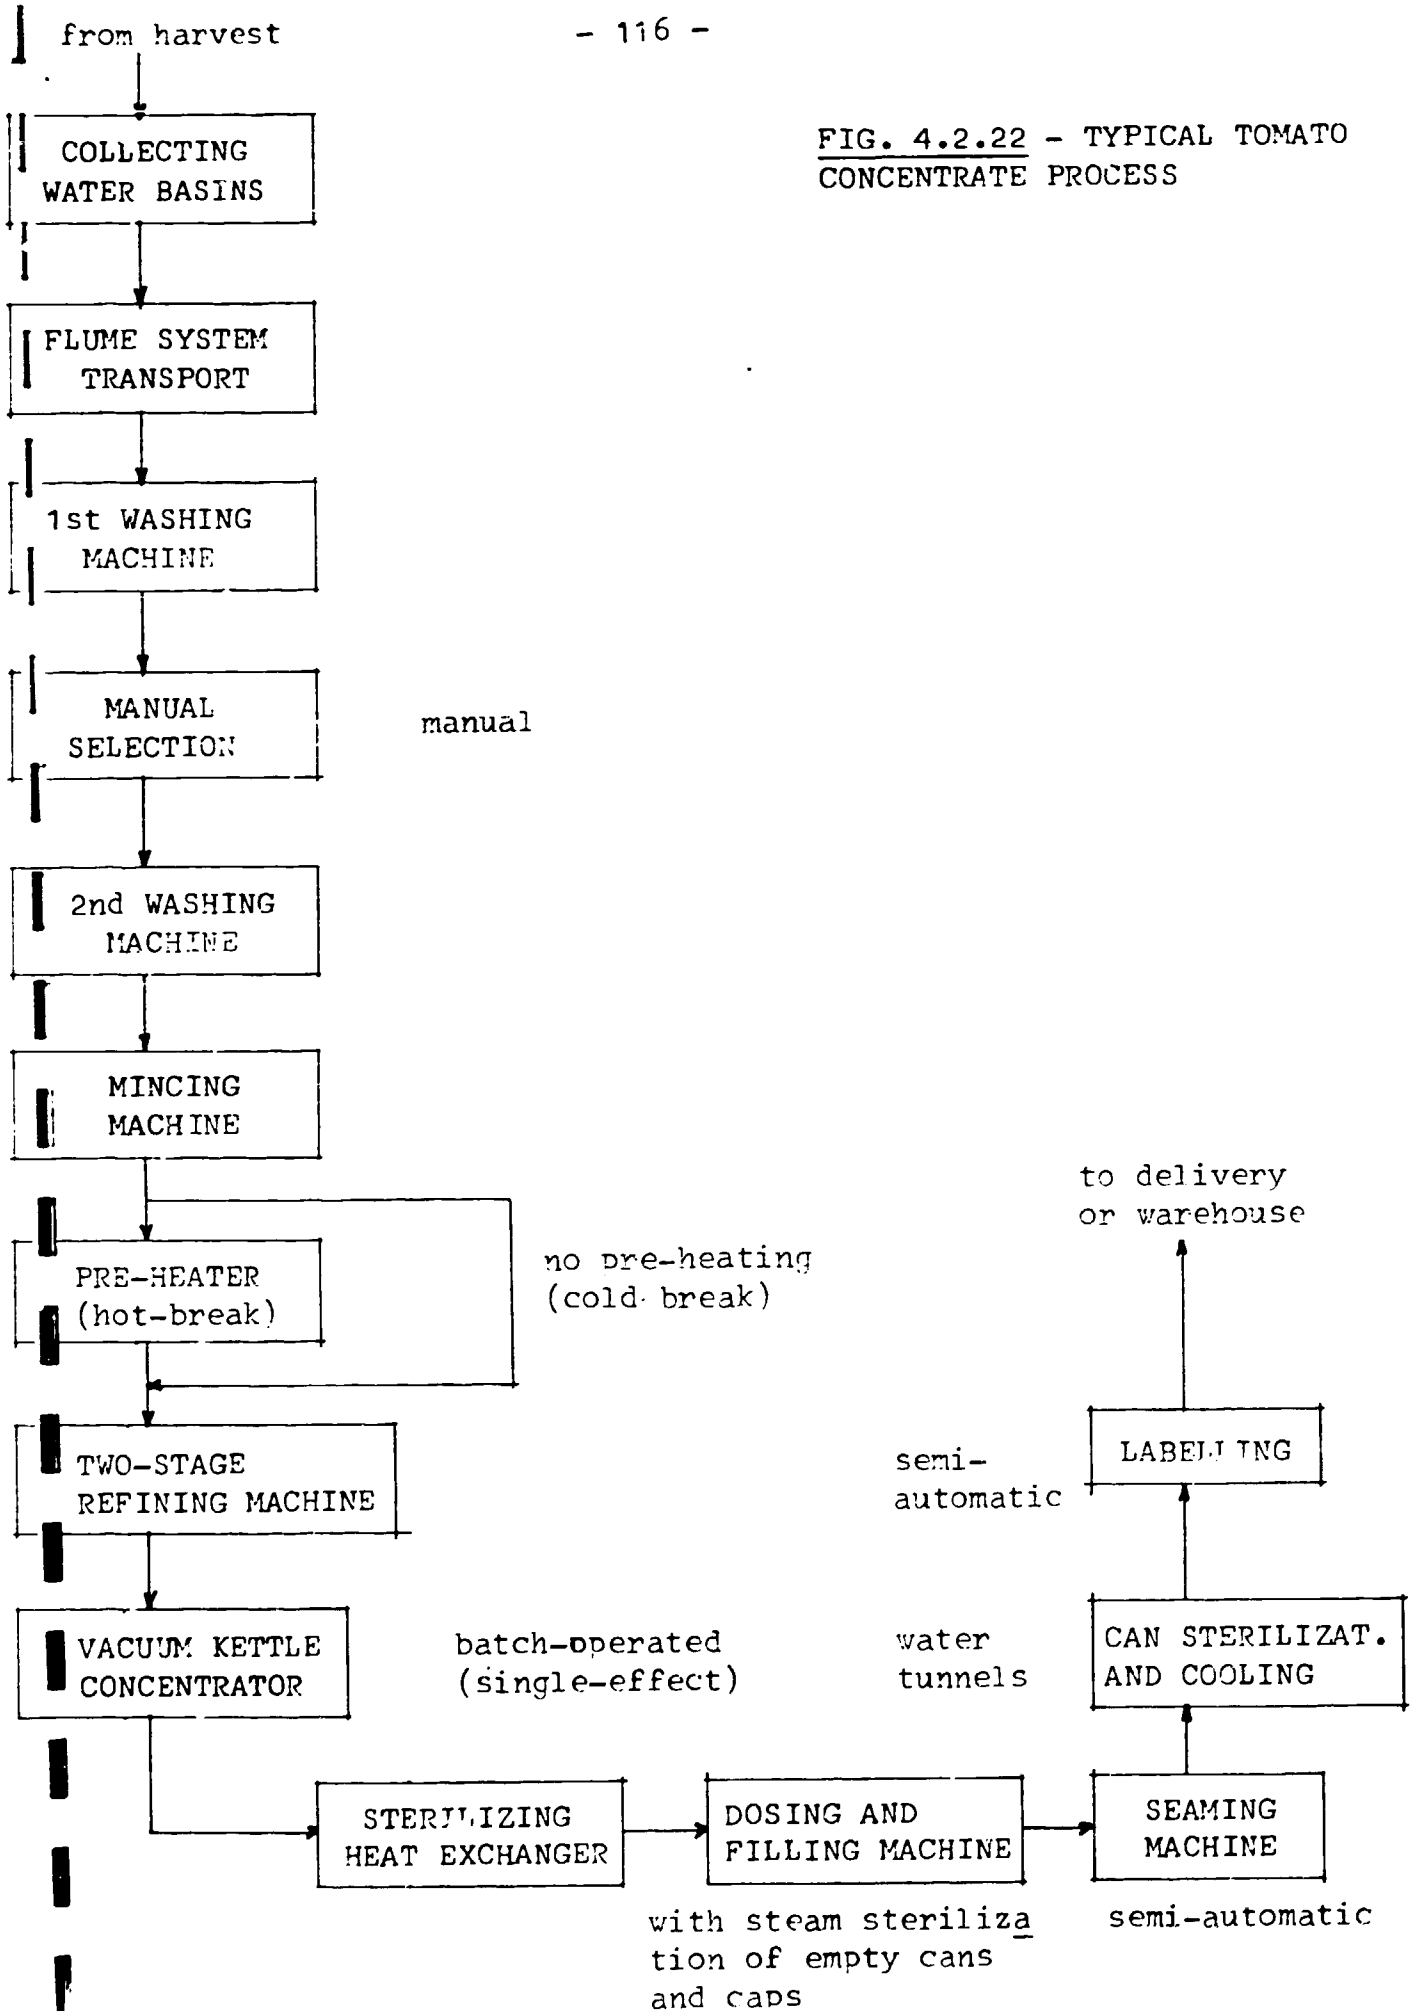 from harvest
- 116 -
FIG. 4.2.22 - TYPICAL TOMATO
CONCENTRATE PROCESS
COLLECTING
WATER BASINS
FLUME SYSTEM
TRANSPORT
1st WASHING
MACHINE
MANUAL
SELECTION
manual
2nd WASHING
MACHINE
MINCING
MACHINE
PRE-HEATER
(hot-break)
no pre-heating
(cold break)
TWO-STAGE
REFINING MACHINE
VACUUM KETTLE
CONCENTRATOR
batch-operated
(single-effect)
STERILIZING
HEAT EXCHANGER
DOSING AND
FILLING MACHINE
with steam steriliza
tion of empty cans
and caps
SEAMING
MACHINE
semi-automatic
CAN STERILIZAT.
AND COOLING
water
tunnels
LABELLING
semi-
automatic
to delivery
or warehouse